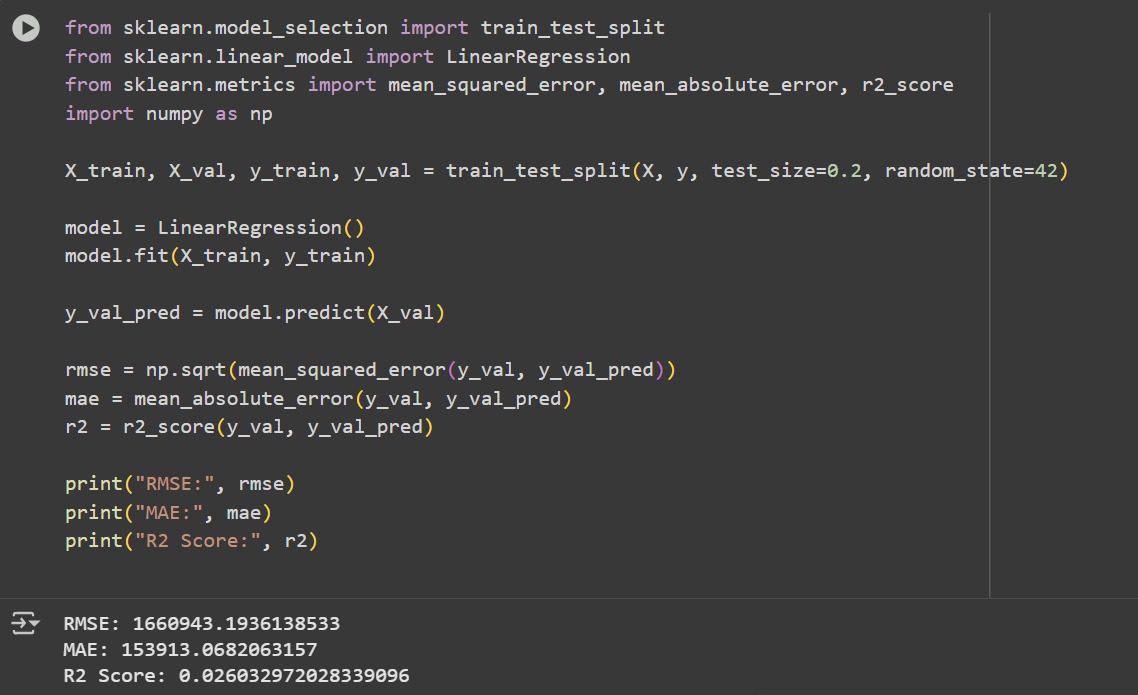 from sklearn.model_selection import train_test_split
from sklearn.linear_model import LinearRegression
from sklearn.metrics import mean_squared_error, mean_absolute_error, r2_score
import numpy as np
X_train, X_val, y_train, y_val = train_test_split(X, y, test_size=0.2, random_state=42)
model = LinearRegression()
model.fit(X_train, y_train)
y_val_pred = model.predict(X_val)
rmse = np.sqrt(mean_squared_error(y_val, y_val_pred))
mae = mean_absolute_error(y_val, y_val_pred)
r2 = r2_score(y_val, y_val_pred)
print("RMSE:", rmse)
print("MAE:", mae)
print("R2 Score:", r2)
RMSE: 1660943.1936138533
MAE: 153913.0682063157
R2 Score: 0.026032972028339096